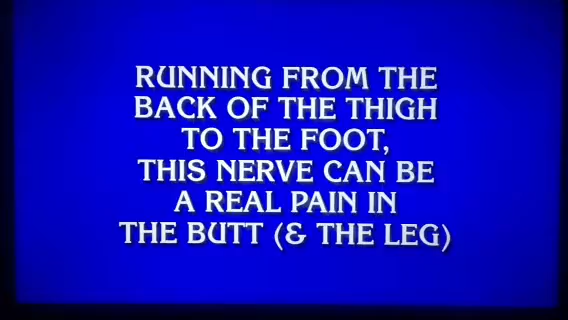 RUNNING FROM THE
BACK OF THE THIGH
TO THE FOOT,
THIS NERVE CAN BE
A REAL PAIN IN
THE BUTT (& THE LEG)